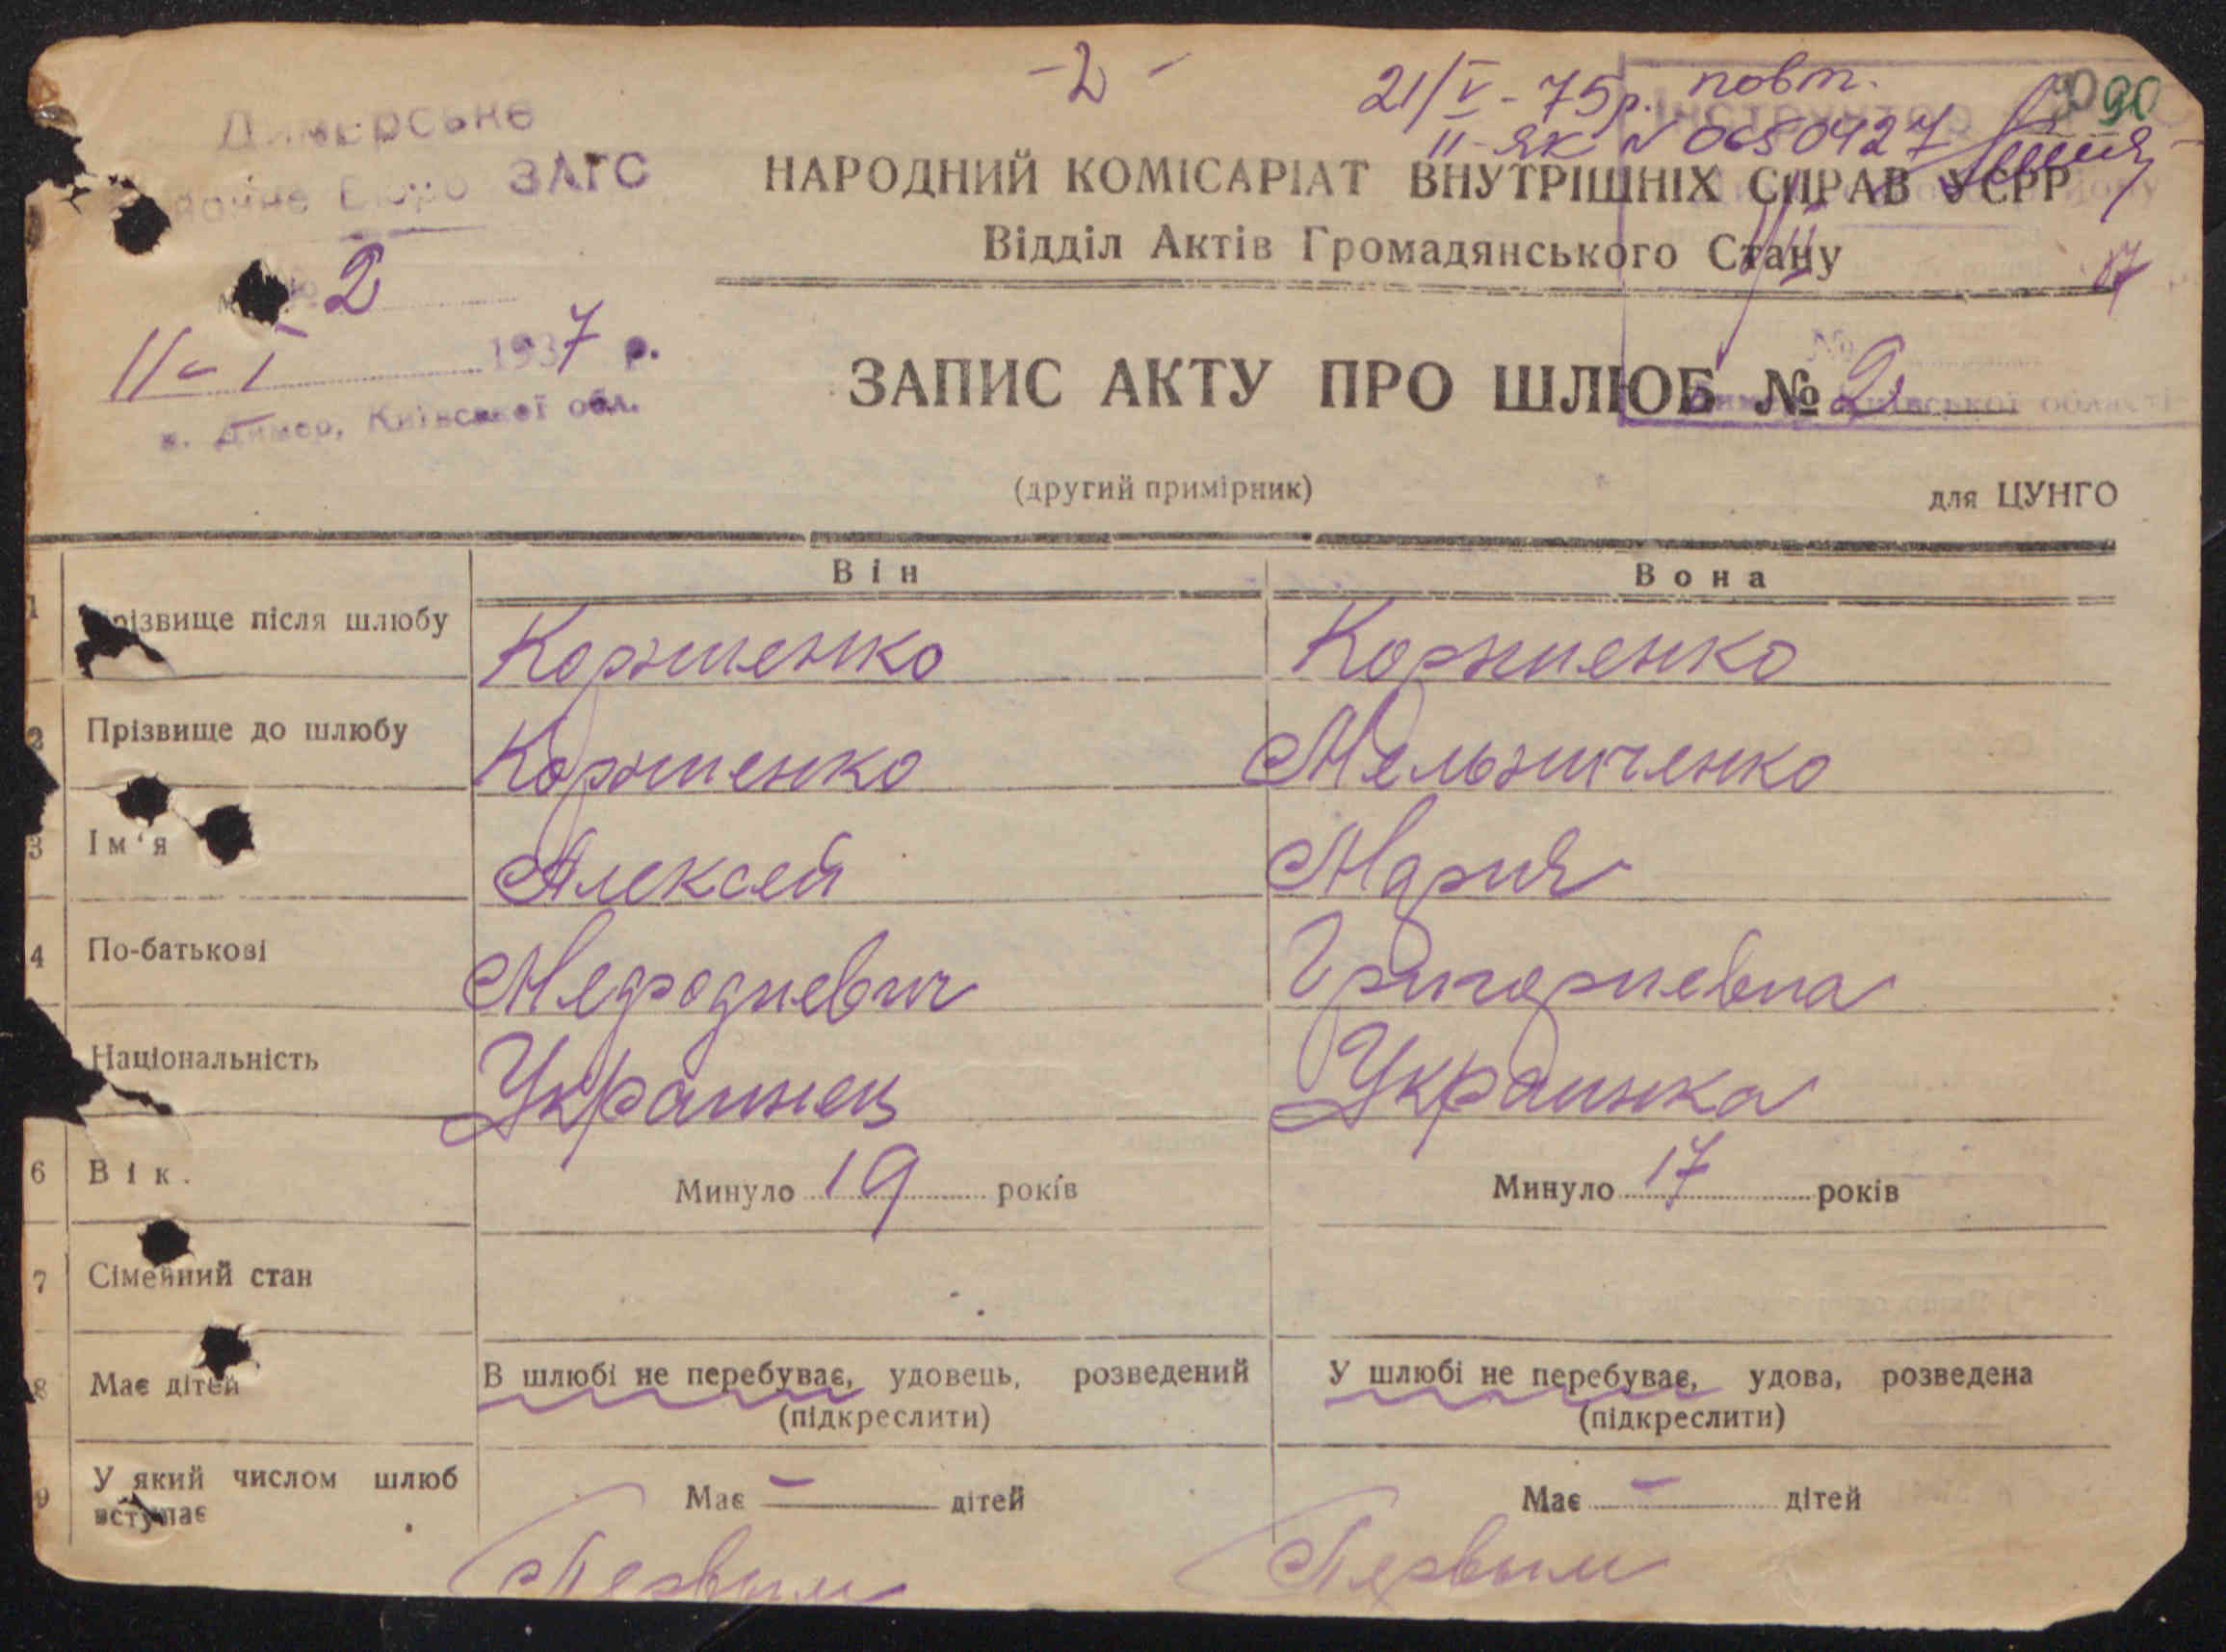 - 2 -
21/V - 75 р. повт.
II-ЯК № 0650427
90
Димерське
районне Бюро ЗАГС
НАРОДНИЙ КОМІСАРІАТ ВНУТРІШНІХ СПРАВ УСРР
Відділ Актів Громадянського Стану
2
11 - I 1937 р.
с. Димер, Київської обл.
ЗАПИС АКТУ ПРО ШЛЮБ № 2
(другий примірник)
для ЦУНГО
Він Вона
1 Прізвище після шлюбу Корниенко Корниенко
2 Прізвище до шлюбу Корниенко Мельниченко
3 Ім'я Алексей Мария
4 По-батькові Мефодиевич Григориевна
Національність Украинец Украинка
6 Вік. Минуло 19 років Минуло 17 років
7 Сімейний стан
8 Має дітей В шлюбі не перебуває, удовець, розведений У шлюбі не перебуває, удова, розведена
(підкреслити) (підкреслити)
9 У який числом шлюб вступає Має — дітей Має — дітей
Первым Первым